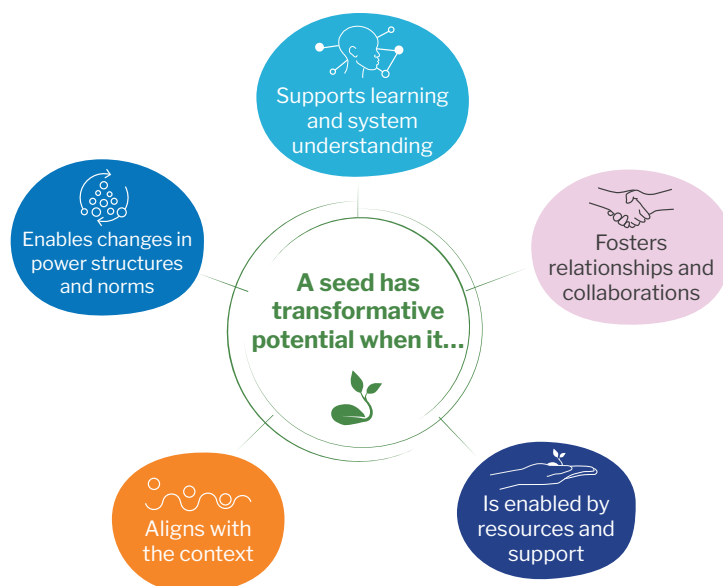 Supports learning
and system
understanding
Enables changes in
power structures
and norms
Fosters
relationships and
collaborations
A seed has
transformative
potential when it...
Aligns with
the context
Is enabled by
resources and
support